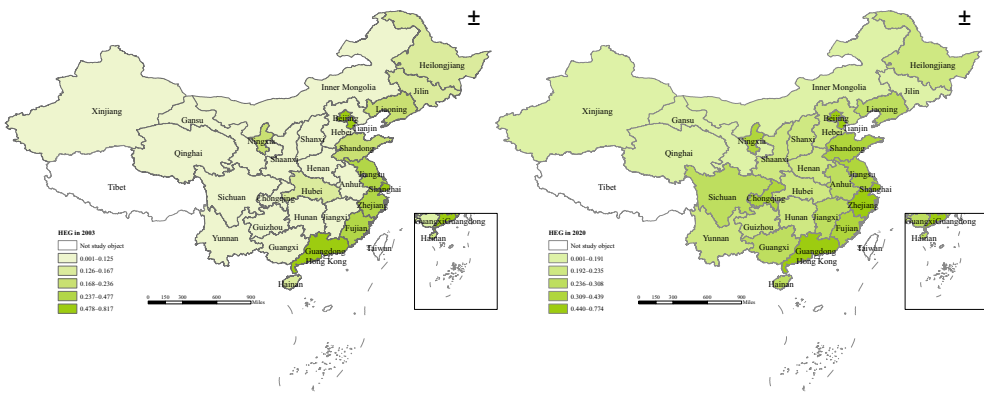 ±
Heilongjiang
Inner Mongolia
Jilin
Xinjiang
Liaoning
Gansu
Beijing
Tianjin
Hebei
Ningxia
Shanxi
Shandong
Qinghai
Shaanxi
Henan
Jiangsu
Tibet
Anhui
Shanghai
Sichuan
Chongqing
Hubei
Zhejiang
Hunan
Jiangxi
Guizhou
Fujian
Yunnan
Guangxi
Guangdong
Taiwan
Hong Kong
Hainan
HEG in 2003
Not study object
0.001–0.125
0.126–0.167
0.168–0.236
0.237–0.477
0.478–0.817
0 150 300 600 900
Miles
Guangxi Guangdong
Hainan
±
Heilongjiang
Inner Mongolia
Jilin
Xinjiang
Liaoning
Gansu
Beijing
Tianjin
Hebei
Ningxia
Shanxi
Shandong
Qinghai
Shaanxi
Henan
Jiangsu
Tibet
Anhui
Shanghai
Sichuan
Chongqing
Hubei
Zhejiang
Hunan
Jiangxi
Guizhou
Fujian
Yunnan
Guangxi
Guangdong
Taiwan
Hong Kong
Hainan
HEG in 2020
Not study object
0.001–0.191
0.192–0.235
0.236–0.308
0.309–0.439
0.440–0.774
0 150 300 600 900
Miles
Guangxi Guangdong
Hainan